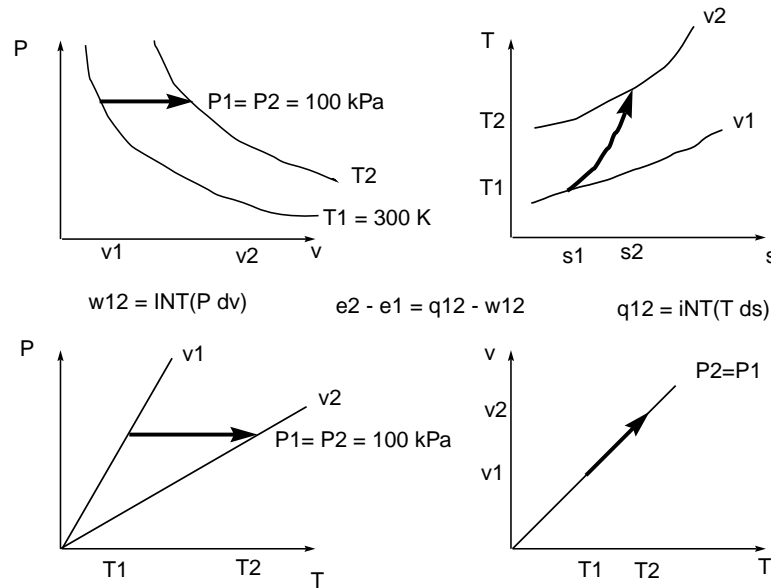 P
P1= P2 = 100 kPa
T2
T1 = 300 K
v1
v2
v
T
v2
T2
v1
T1
s1
s2
s
w12 = INT(P dv)
e2 - e1 = q12 - w12
q12 = iNT(T ds)
P
v1
v2
P1= P2 = 100 kPa
T1
T2
T
v
P2=P1
v2
v1
T1
T2
T